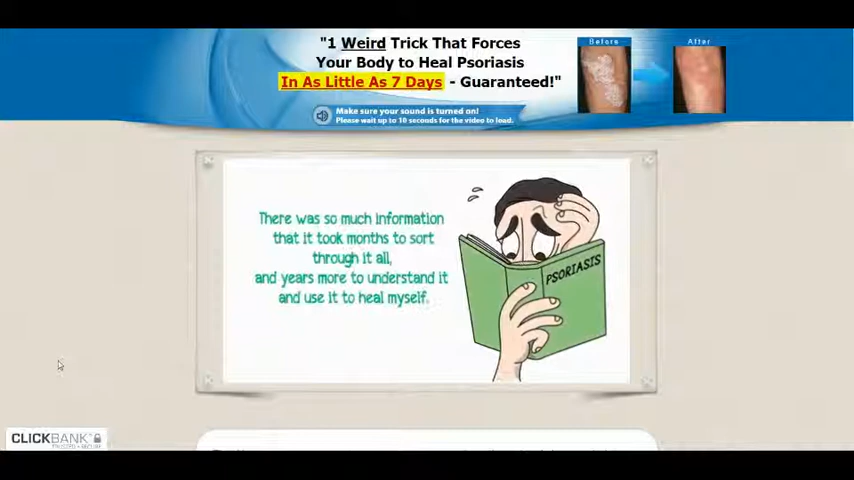 "1 Weird Trick That Forces
Your Body to Heal Psoriasis
In As Little As 7 Days - Guaranteed!"
Before
After
Make sure your sound is turned on!
Please wait up to 10 seconds for the video to load.
There was so much information
that it took months to sort
through it all,
and years more to understand it
and use it to heal myself.
PSORIASIS
CLICKBANK